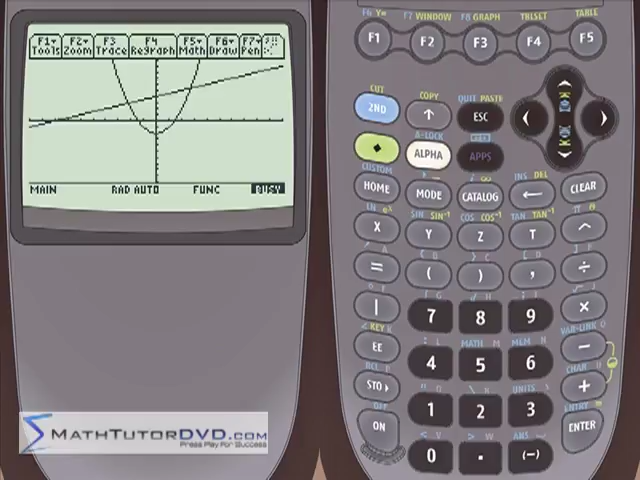 F1▾ F2▾ F3 F4 F5▾ F6▾ F7▾
Tools Zoom Trace ReGraph Math Draw Pen
MAIN RAD AUTO FUNC BUSY
F6 Y= F7 WINDOW F8 GRAPH TBLSET TABLE
F1 F2 F3 F4 F5
CUT COPY QUIT PASTE
2ND ↑ ESC
A-LOCK
◆ ALPHA APPS
CUSTOM INS DEL
HOME MODE CATALOG ← CLEAR
LN SIN SIN⁻¹ COS COS⁻¹ TAN TAN⁻¹ π θ
X Y Z T ^
= ( ) , ÷
| 7 8 9 ×
< KEY K L MATH M MEM N VAR-LINK O
EE 4 5 6 −
RCL P UNITS S CHAR
STO▸ 1 2 3 +
OFF ENTRY
ON < V > W ANS ENTER
0 . (−)
MATHTUTORDVD.COM
Press Play For Success